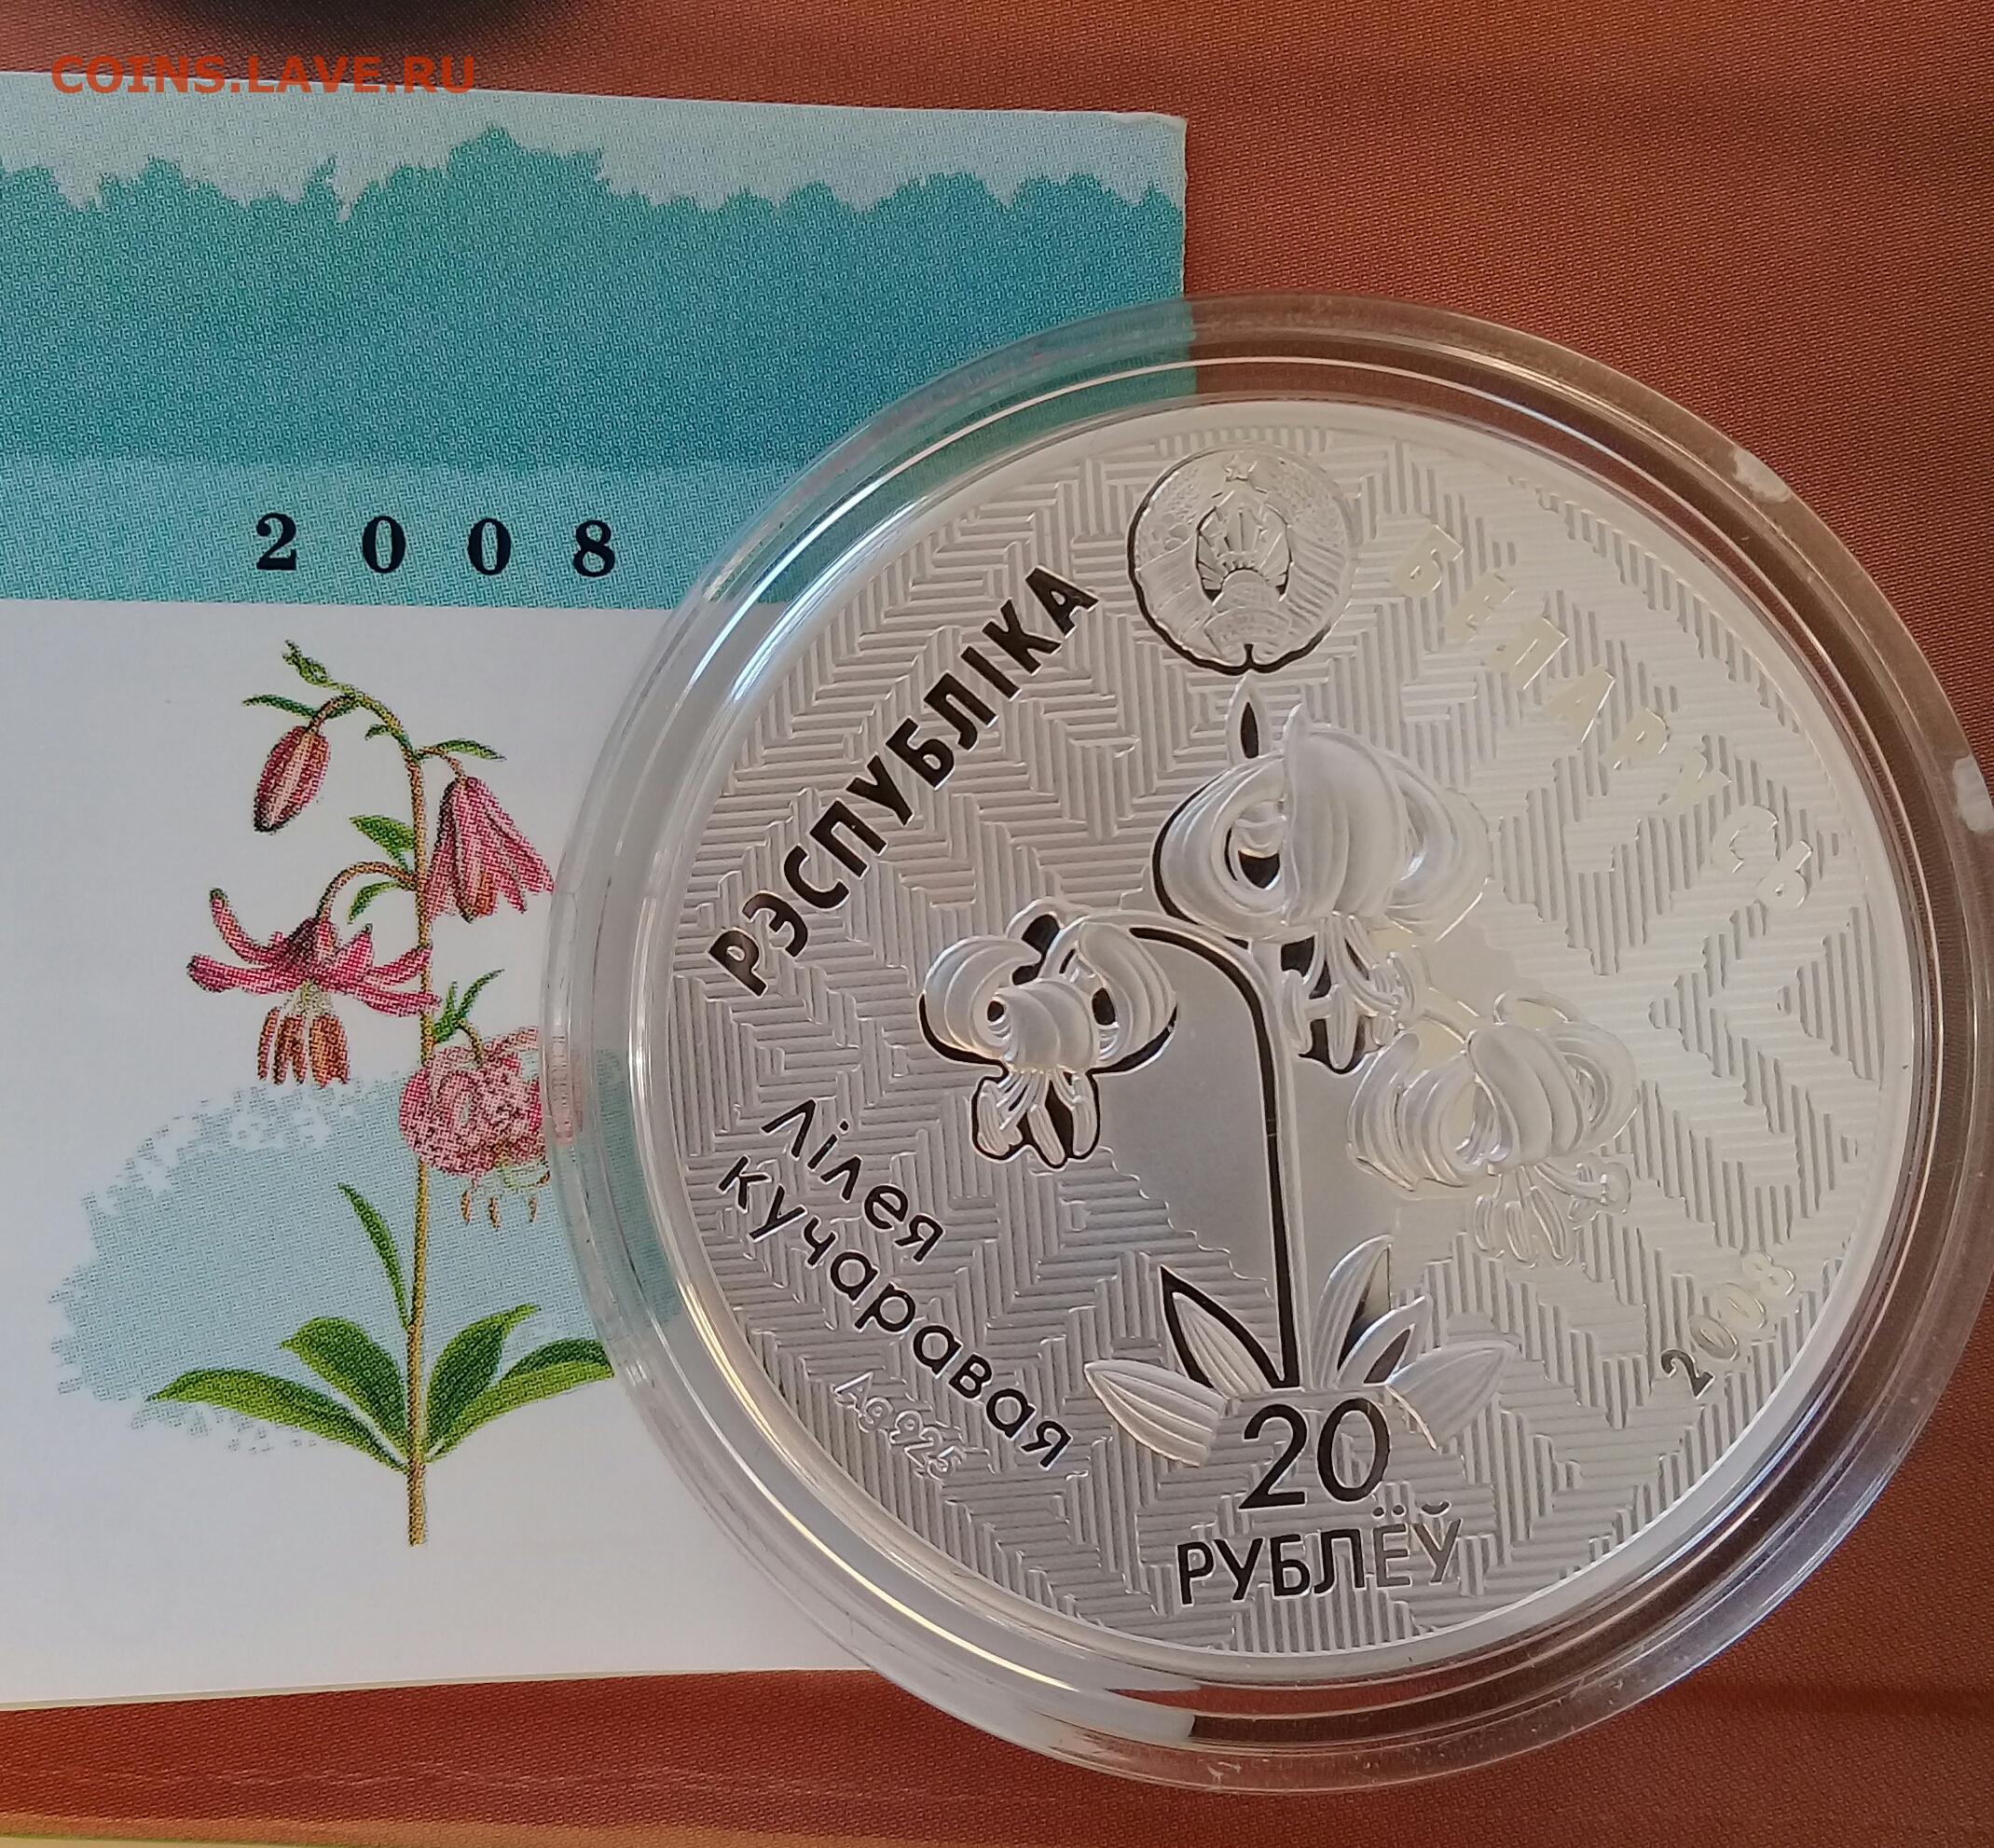 COINS.LAVE.RU
2008
РЭСПУБЛІКА
БЕЛАРУСЬ
Лілея
кучаравая
Ag 925
2008
20
РУБЛЁЎ